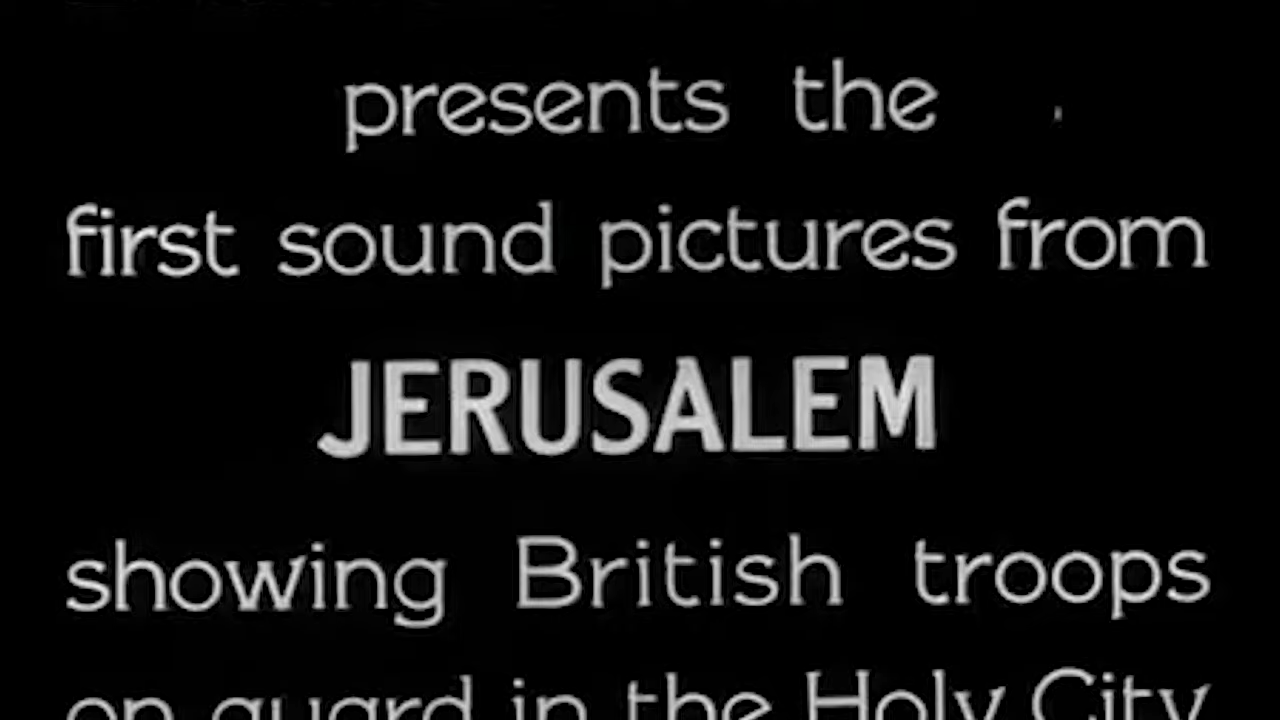 presents the
first sound pictures from
JERUSALEM
showing British troops
on guard in the Holy City